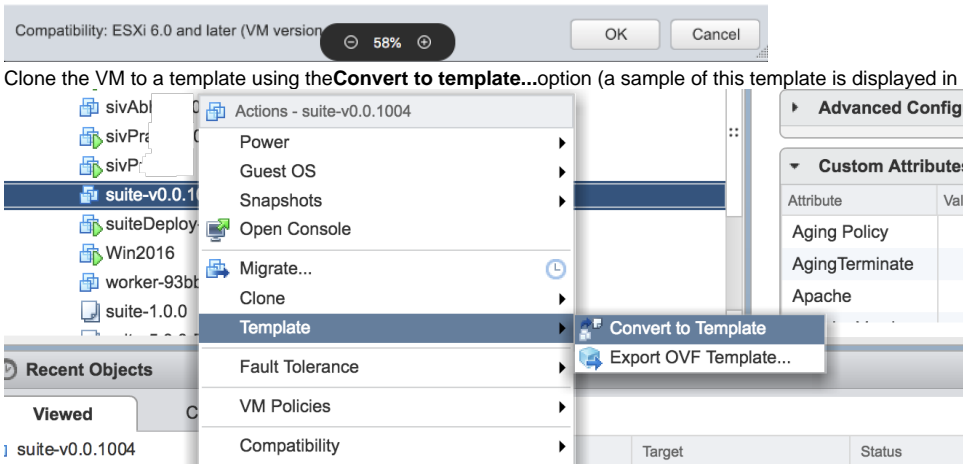 Compatibility: ESXi 6.0 and later (VM version
58%
OK
Cancel
Clone the VM to a template using theConvert to template...option (a sample of this template is displayed in
sivAb
Actions - suite-v0.0.1004
Advanced Config
sivPra
Power
sivPr
Guest OS
Custom Attributes
suite-v0.0.10
Snapshots
Attribute
Val
suiteDeploy-
Open Console
Aging Policy
Win2016
Migrate...
AgingTerminate
worker-93bb
Clone
Apache
suite-1.0.0
Template
Convert to Template
Export OVF Template...
Recent Objects
Fault Tolerance
Viewed
C
VM Policies
suite-v0.0.1004
Compatibility
Target
Status